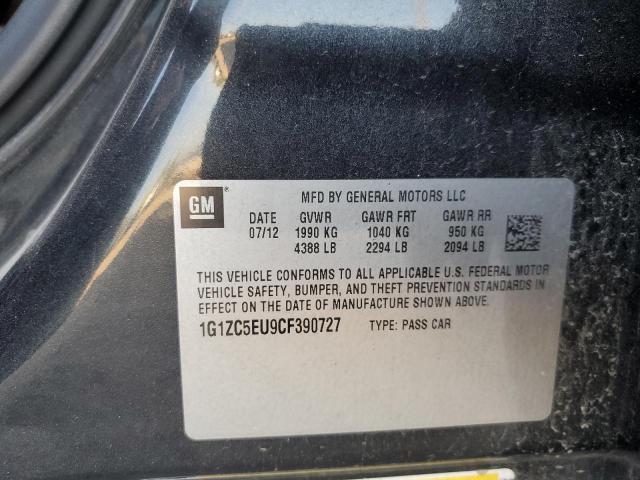 GM
MFD BY GENERAL MOTORS LLC
DATE GVWR GAWR FRT GAWR RR
07/12 1990 KG 1040 KG 950 KG
4388 LB 2294 LB 2094 LB
THIS VEHICLE CONFORMS TO ALL APPLICABLE U.S. FEDERAL MOTOR
VEHICLE SAFETY, BUMPER, AND THEFT PREVENTION STANDARDS IN
EFFECT ON THE DATE OF MANUFACTURE SHOWN ABOVE.
1G1ZC5EU9CF390727 TYPE: PASS CAR